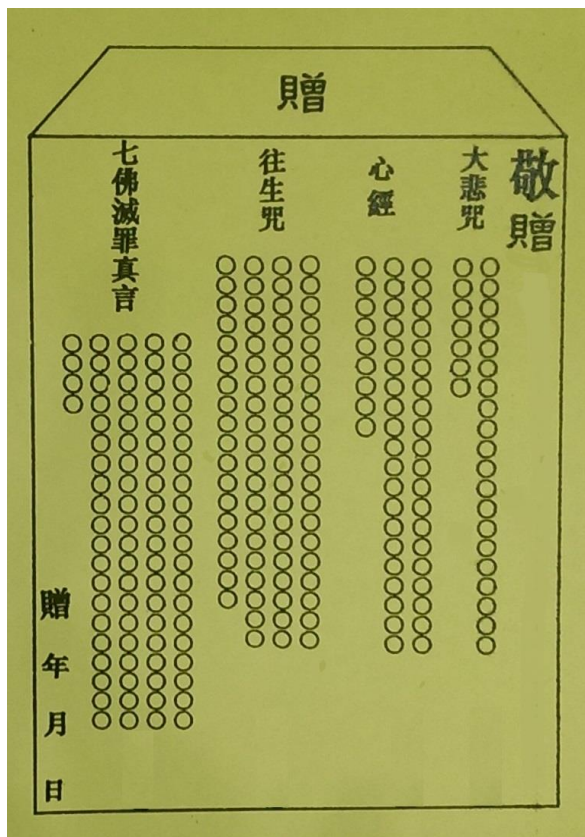 贈
敬贈
大悲咒
心經
往生咒
七佛滅罪真言
贈 年 月 日